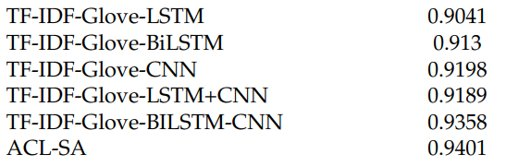 TF-IDF-Glove-LSTM 0.9041
TF-IDF-Glove-BiLSTM 0.913
TF-IDF-Glove-CNN 0.9198
TF-IDF-Glove-LSTM+CNN 0.9189
TF-IDF-Glove-BILSTM-CNN 0.9358
ACL-SA 0.9401